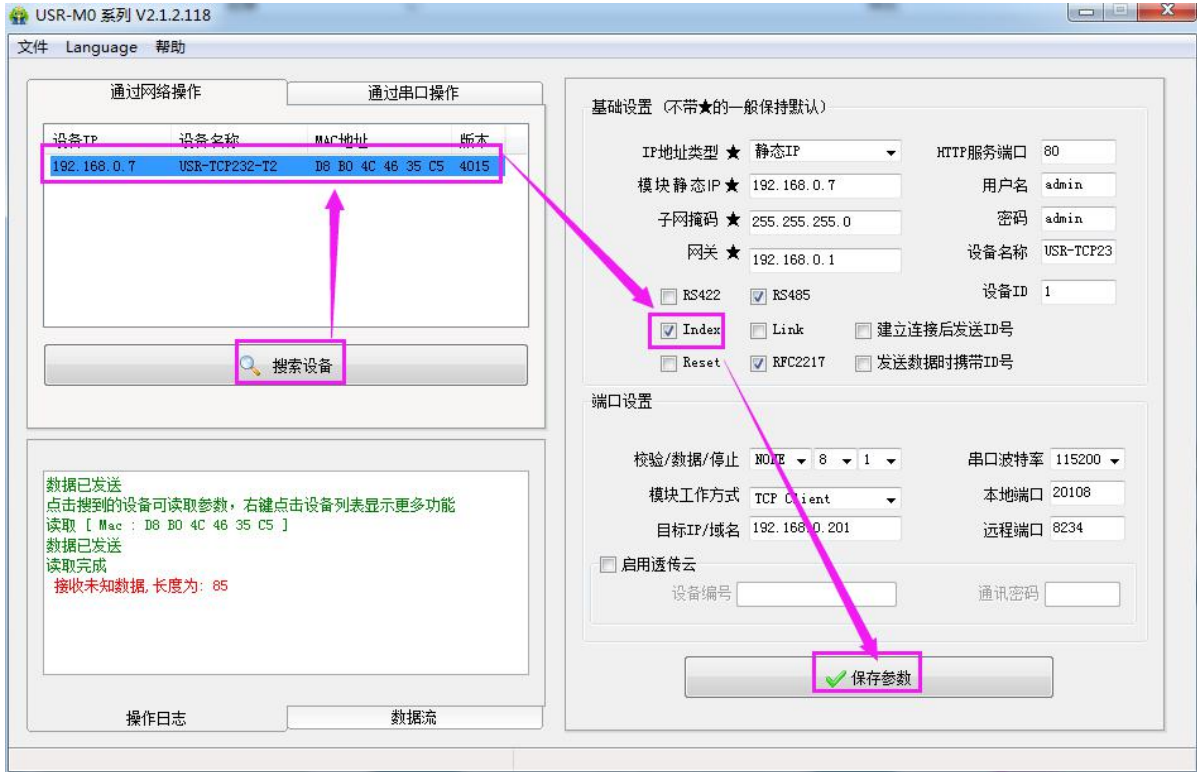 USR-M0 系列 V2.1.2.118
文件 Language 帮助
通过网络操作 通过串口操作
设备IP 设备名称 MAC地址 版本
192.168.0.7 USR-TCP232-T2 D8 B0 4C 46 35 C5 4015
搜索设备
数据已发送
点击搜到的设备可读取参数，右键点击设备列表显示更多功能
读取 [ Mac : D8 B0 4C 46 35 C5 ]
数据已发送
读取完成
接收未知数据,长度为: 85
操作日志 数据流
基础设置 (不带★的一般保持默认)
IP地址类型 ★ 静态IP HTTP服务端口 80
模块静态IP ★ 192.168.0.7 用户名 admin
子网掩码 ★ 255.255.255.0 密码 admin
网关 ★ 192.168.0.1 设备名称 USR-TCP23
RS422 RS485 设备ID 1
Index Link 建立连接后发送ID号
Reset RFC2217 发送数据时携带ID号
端口设置
校验/数据/停止 NONE 8 1 串口波特率 115200
模块工作方式 TCP Client 本地端口 20108
目标IP/域名 192.168.0.201 远程端口 8234
启用透传云
设备编号 通讯密码
保存参数